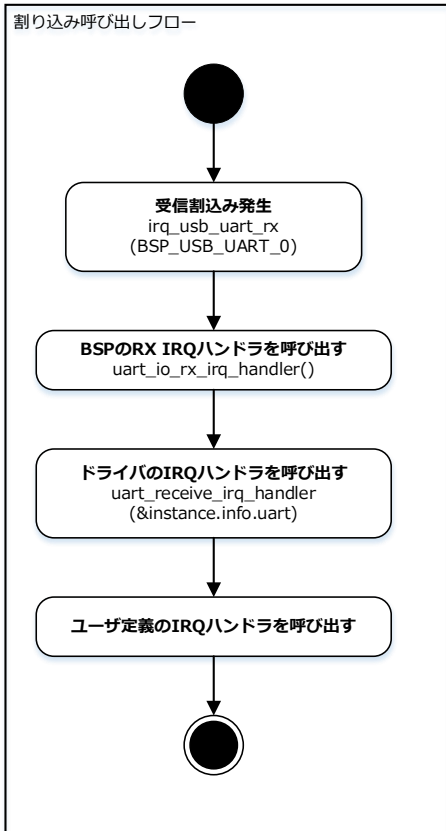 割り込み呼び出しフロー
受信割込み発生
irq_usb_uart_rx
(BSP_USB_UART_0)
BSPのRX IRQハンドラを呼び出す
uart_io_rx_irq_handler()
ドライバのIRQハンドラを呼び出す
uart_receive_irq_handler
(&instance.info.uart)
ユーザ定義のIRQハンドラを呼び出す